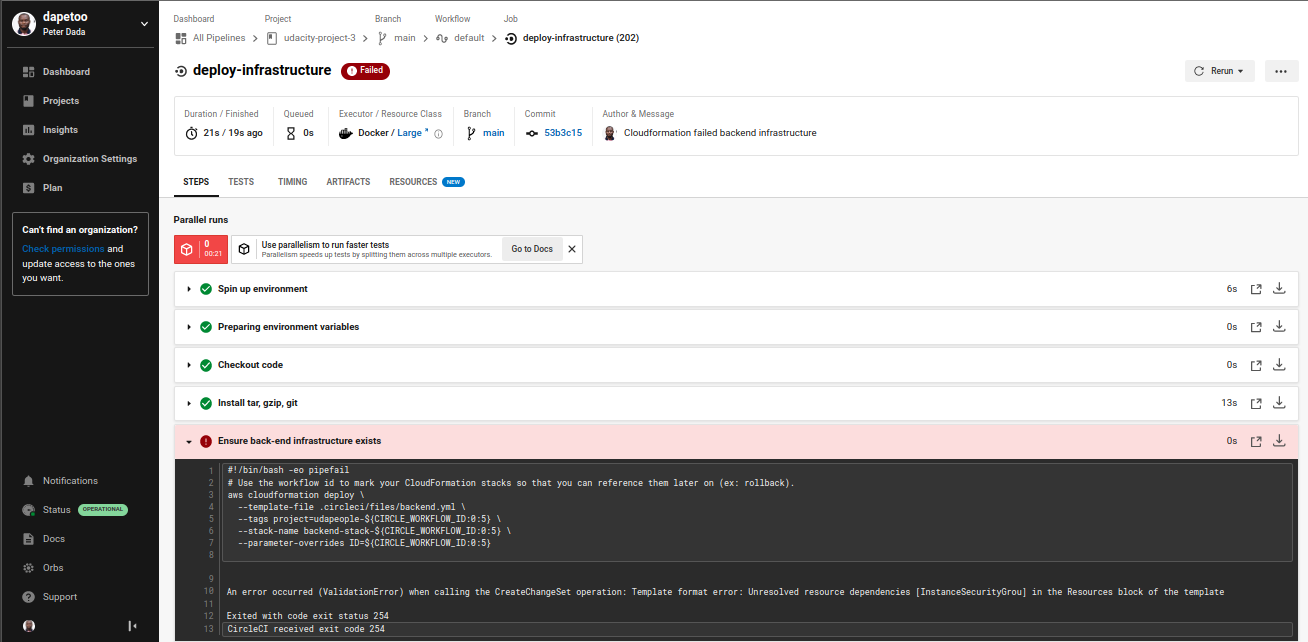 dapetoo
Peter Dada
Dashboard
Projects
Insights
Organization Settings
Plan
Can't find an organization?
Check permissions and
update access to the ones
you want.
Notifications
Status OPERATIONAL
Docs
Orbs
Support
Dashboard Project Branch Workflow Job
All Pipelines udacity-project-3 main default deploy-infrastructure (202)
deploy-infrastructure Failed
Rerun
Duration / Finished Queued Executor / Resource Class Branch Commit Author & Message
21s / 19s ago 0s Docker / Large main 53b3c15 Cloudformation failed backend infrastructure
STEPS TESTS TIMING ARTIFACTS RESOURCES NEW
Parallel runs
0
00:21
Use parallelism to run faster tests
Parallelism speeds up tests by splitting them across multiple executors.
Go to Docs
Spin up environment 6s
Preparing environment variables 0s
Checkout code 0s
Install tar, gzip, git 13s
Ensure back-end infrastructure exists 0s
1 #!/bin/bash -eo pipefail
2 # Use the workflow id to mark your CloudFormation stacks so that you can reference them later on (ex: rollback).
3 aws cloudformation deploy \
4 --template-file .circleci/files/backend.yml \
5 --tags project=udapeople-${CIRCLE_WORKFLOW_ID:0:5} \
6 --stack-name backend-stack-${CIRCLE_WORKFLOW_ID:0:5} \
7 --parameter-overrides ID=${CIRCLE_WORKFLOW_ID:0:5}
8
9
10 An error occurred (ValidationError) when calling the CreateChangeSet operation: Template format error: Unresolved resource dependencies [InstanceSecurityGrou] in the Resources block of the template
11
12 Exited with code exit status 254
13 CircleCI received exit code 254